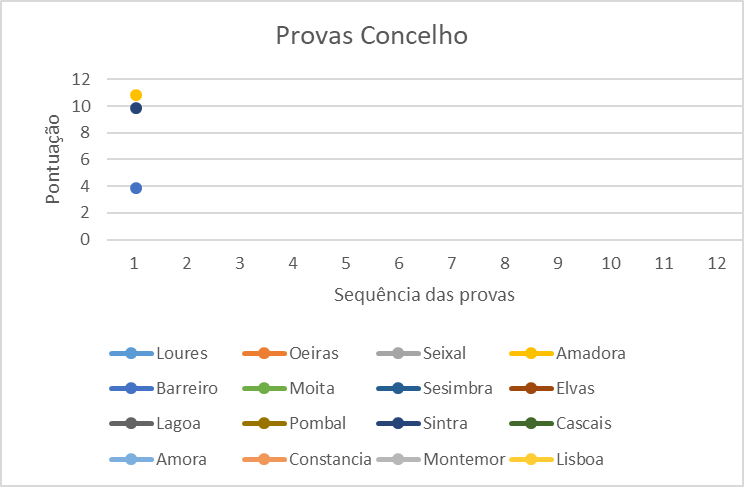 Provas Concelho
12
10
8
6
4
2
0
Pontuação
1 2 3 4 5 6 7 8 9 10 11 12
Sequência das provas
Loures Oeiras Seixal Amadora
Barreiro Moita Sesimbra Elvas
Lagoa Pombal Sintra Cascais
Amora Constancia Montemor Lisboa